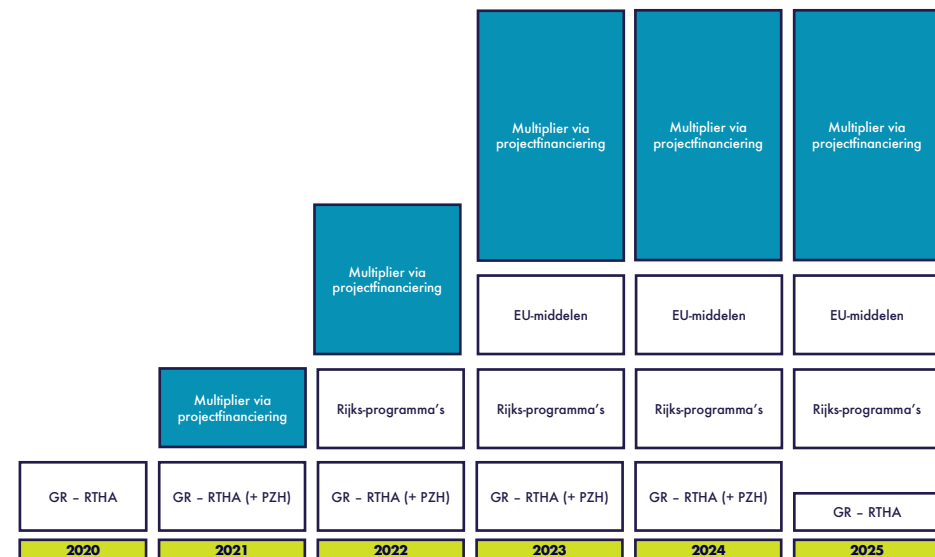 Multiplier via
projectfinanciering
Multiplier via
projectfinanciering
Multiplier via
projectfinanciering
Multiplier via
projectfinanciering
EU-middelen
EU-middelen
EU-middelen
Multiplier via
projectfinanciering
Rijks-programma's
Rijks-programma's
Rijks-programma's
Rijks-programma's
GR – RTHA
GR – RTHA (+ PZH)
GR – RTHA (+ PZH)
GR – RTHA (+ PZH)
GR – RTHA (+ PZH)
GR – RTHA
2020
2021
2022
2023
2024
2025